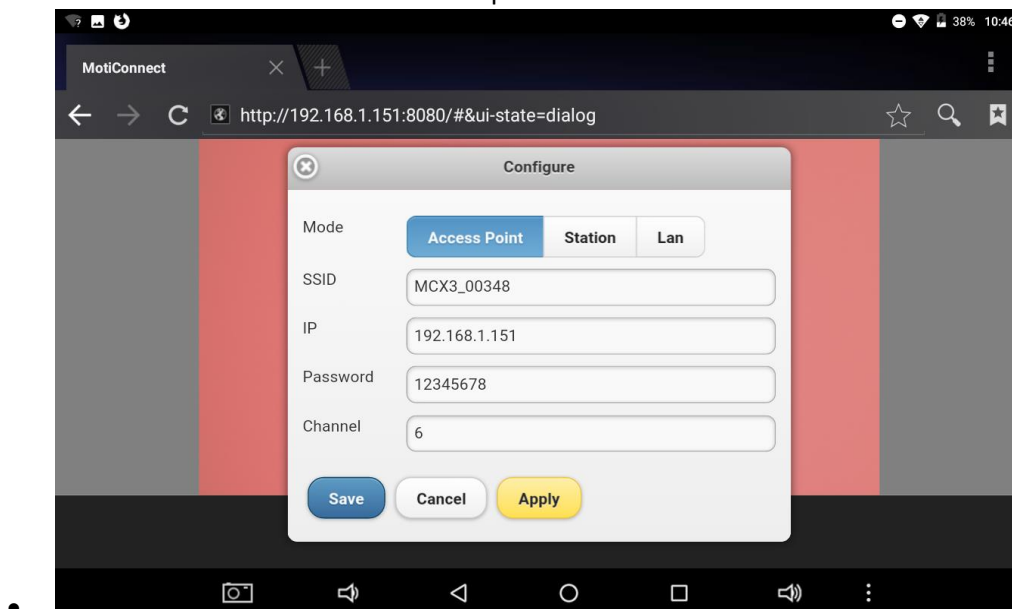 38% 10:46
MotiConnect
http://192.168.1.151:8080/#&ui-state=dialog
Configure
Mode Access Point Station Lan
SSID MCX3_00348
IP 192.168.1.151
Password 12345678
Channel 6
Save Cancel Apply